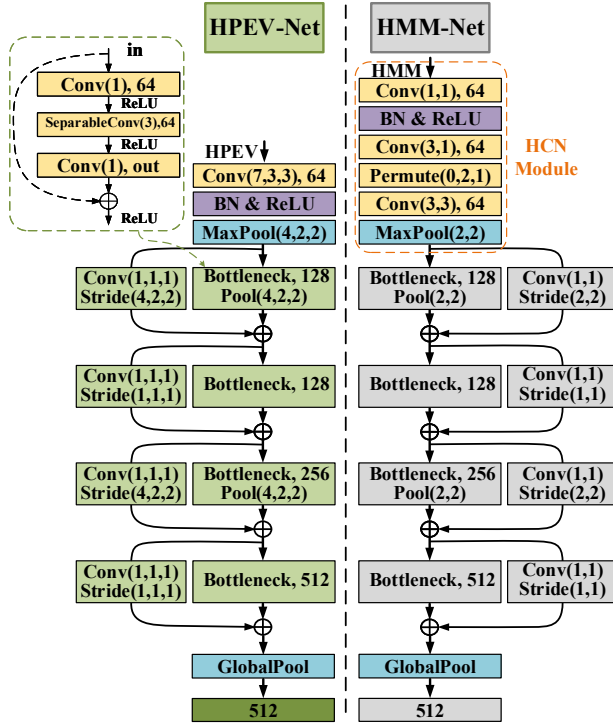 HPEV-Net
HMM-Net
in
Conv(1), 64
ReLU
SeparableConv(3),64
ReLU
Conv(1), out
ReLU
HPEV
Conv(7,3,3), 64
BN & ReLU
MaxPool(4,2,2)
Conv(1,1,1)
Stride(4,2,2)
Bottleneck, 128
Pool(4,2,2)
Conv(1,1,1)
Stride(1,1,1)
Bottleneck, 128
Conv(1,1,1)
Stride(4,2,2)
Bottleneck, 256
Pool(4,2,2)
Conv(1,1,1)
Stride(1,1,1)
Bottleneck, 512
GlobalPool
512
HMM
Conv(1,1), 64
BN & ReLU
Conv(3,1), 64
Permute(0,2,1)
Conv(3,3), 64
MaxPool(2,2)
HCN
Module
Bottleneck, 128
Pool(2,2)
Conv(1,1)
Stride(2,2)
Bottleneck, 128
Conv(1,1)
Stride(1,1)
Bottleneck, 256
Pool(2,2)
Conv(1,1)
Stride(2,2)
Bottleneck, 512
Conv(1,1)
Stride(1,1)
GlobalPool
512